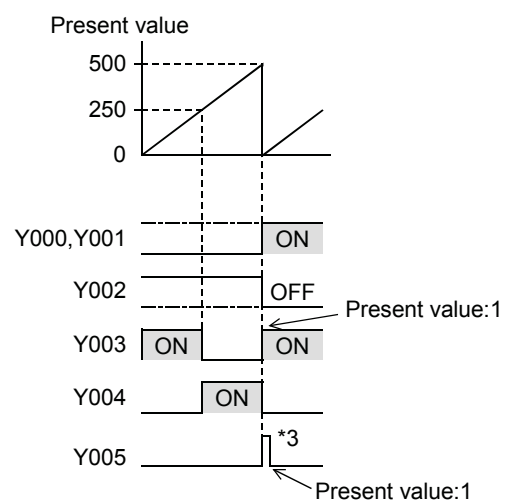 Present value
500
250
0
Y000,Y001 ON
Y002 OFF
Present value:1
Y003 ON ON
Y004 ON
Y005 *3
Present value:1